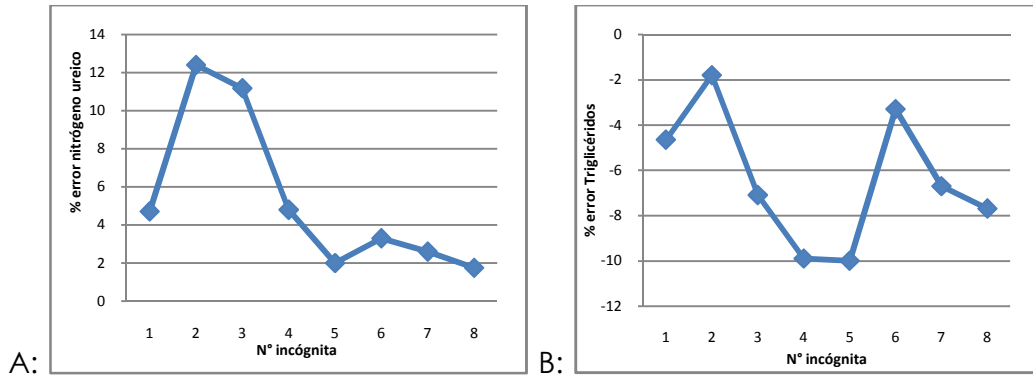 A:
% error nitrógeno ureico
14
12
10
8
6
4
2
0
1 2 3 4 5 6 7 8
N° incógnita
B:
% error Triglicéridos
0
-2
-4
-6
-8
-10
-12
1 2 3 4 5 6 7 8
N° incógnita